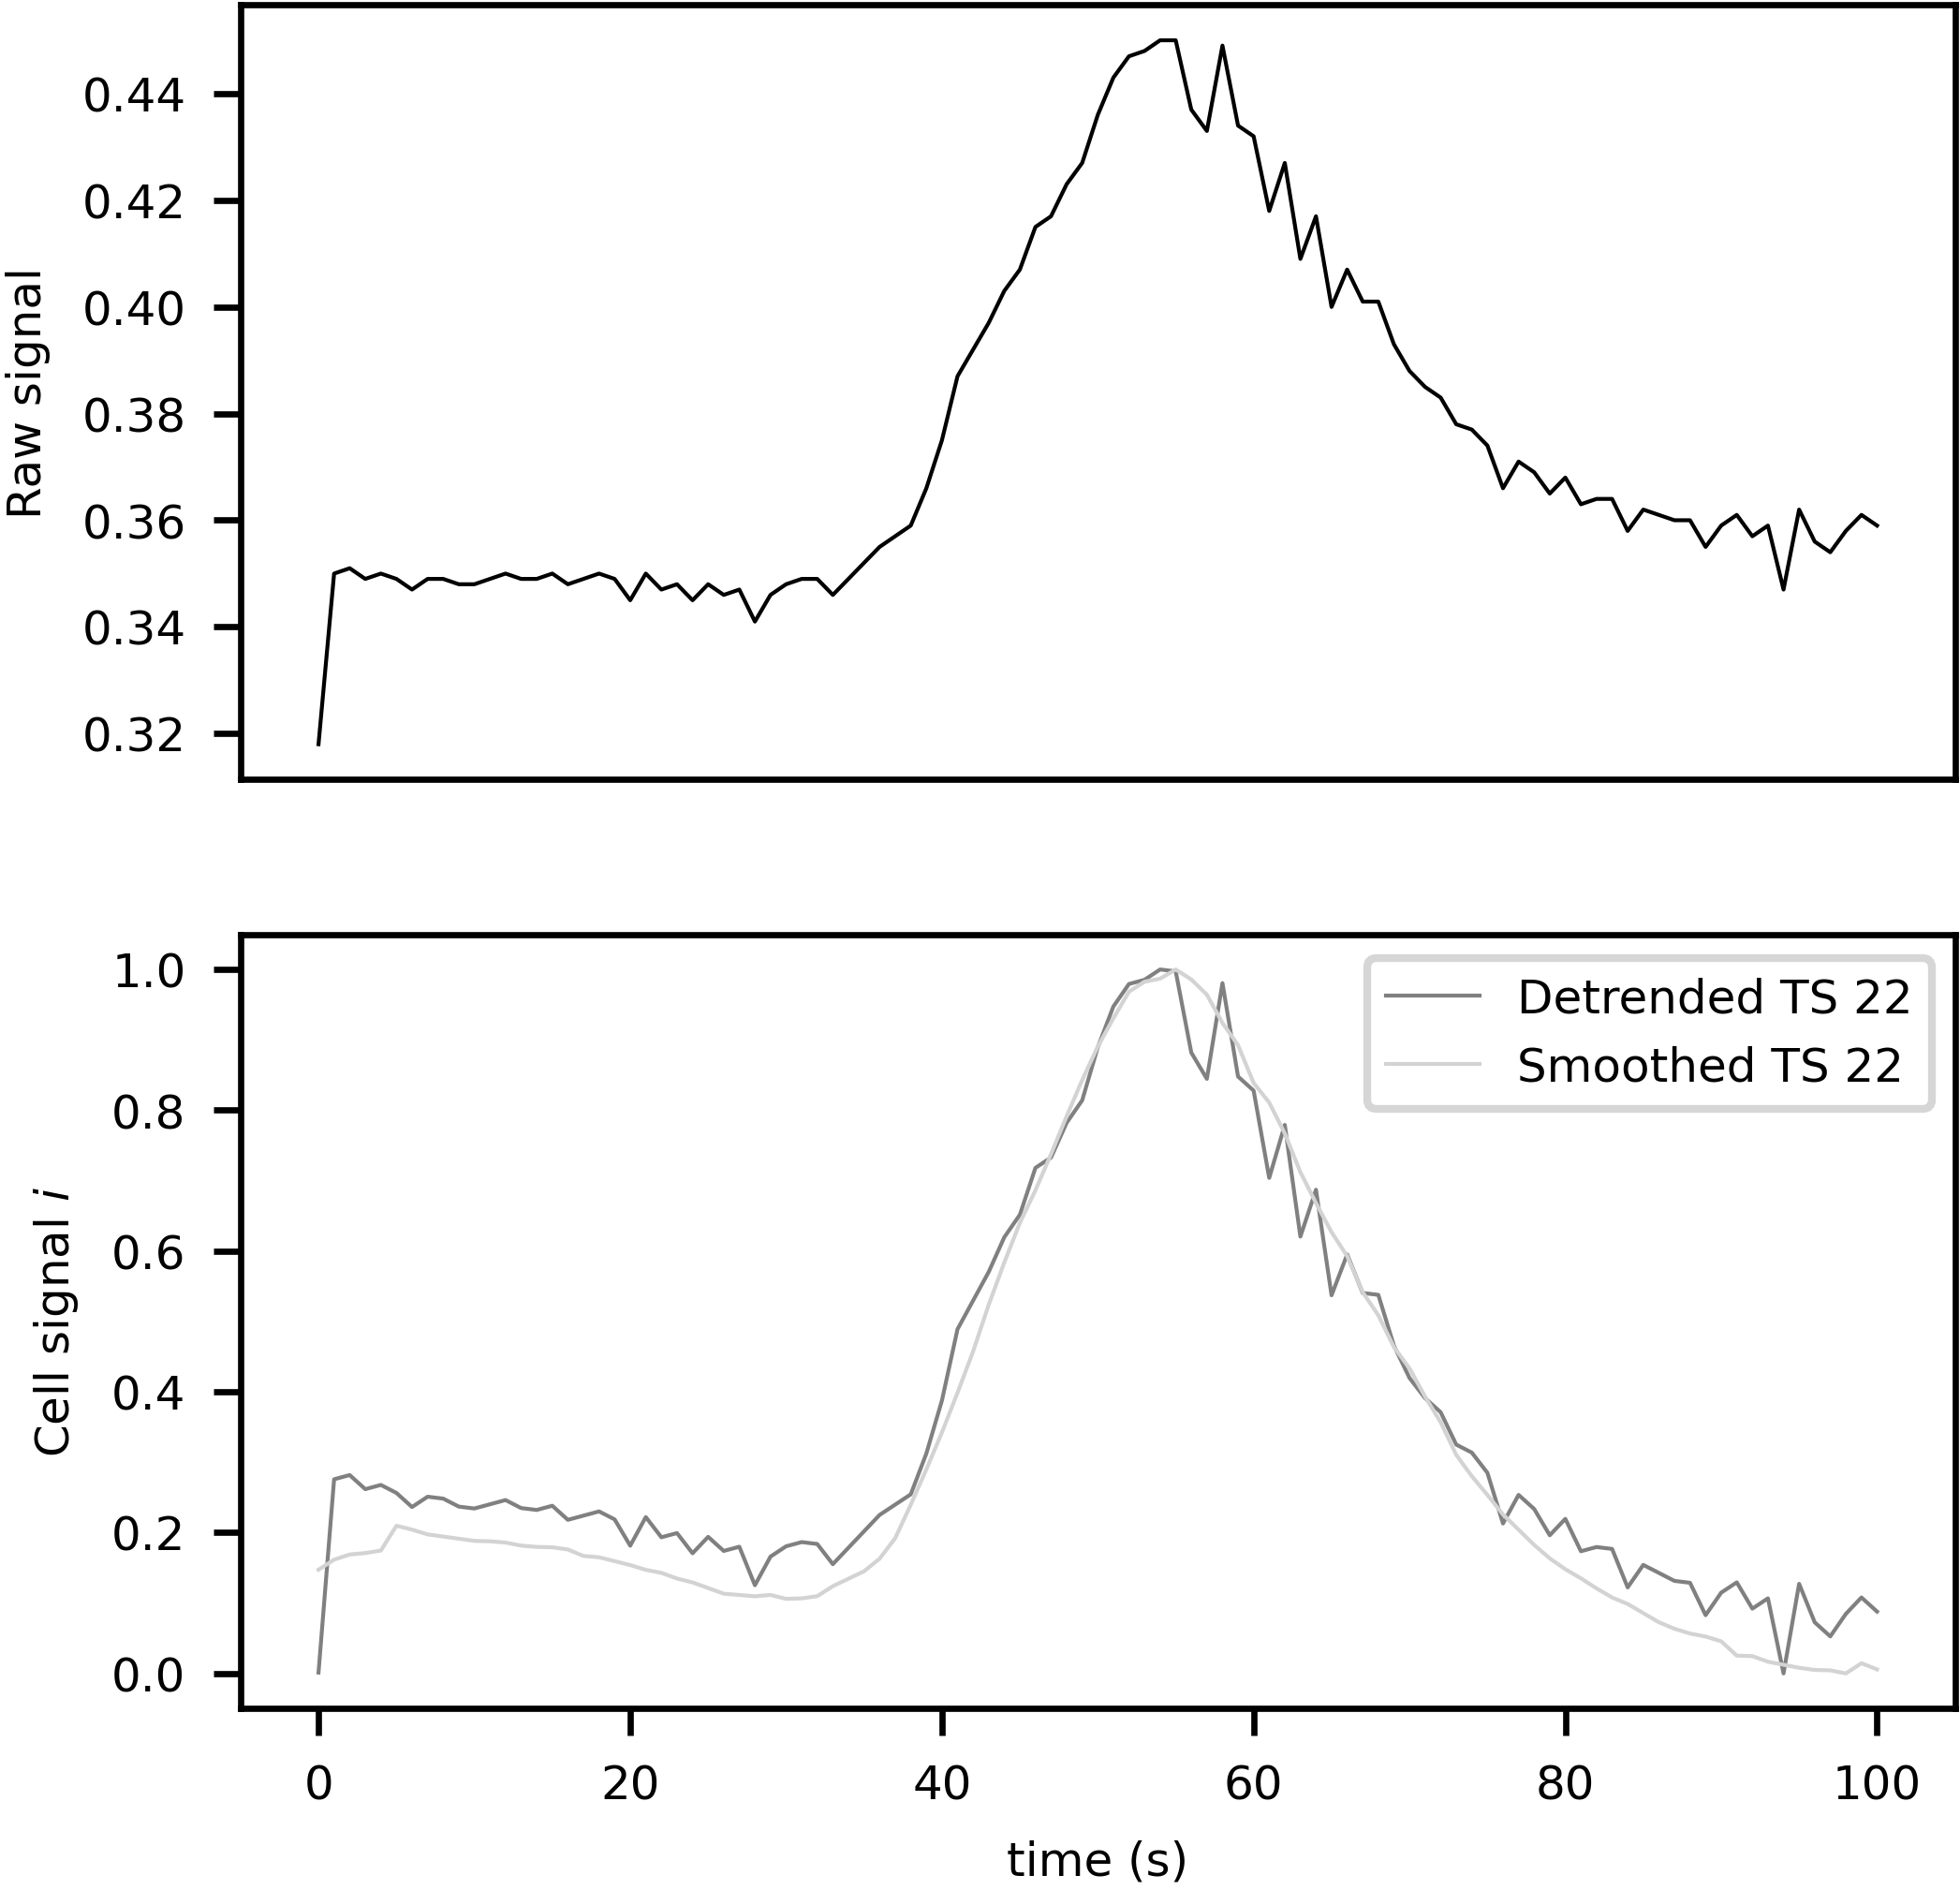 Raw signal
0.44
0.42
0.40
0.38
0.36
0.34
0.32
Cell signal i
1.0
0.8
0.6
0.4
0.2
0.0
Detrended TS 22
Smoothed TS 22
0 20 40 60 80 100
time (s)